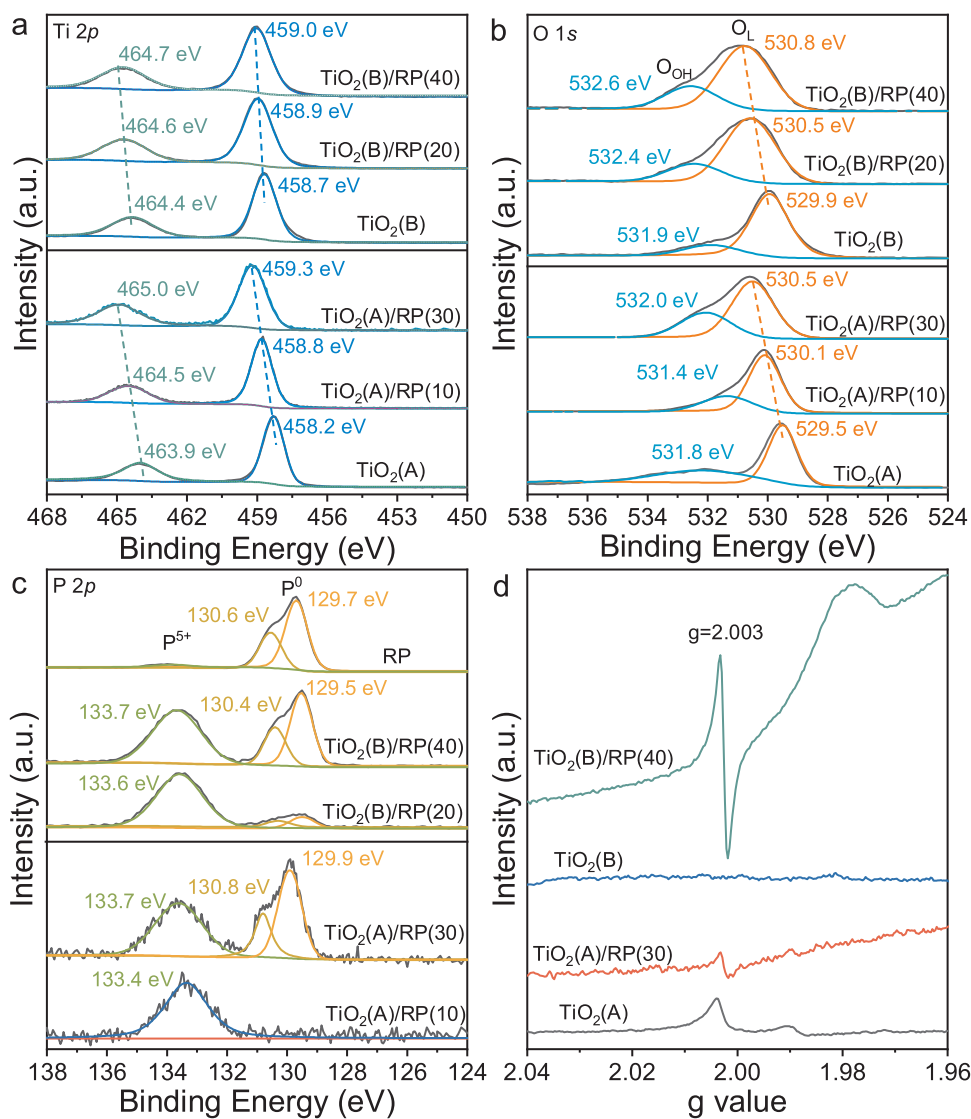 a
Ti 2p
464.7 eV
459.0 eV
TiO2(B)/RP(40)
464.6 eV
458.9 eV
TiO2(B)/RP(20)
464.4 eV
458.7 eV
TiO2(B)
465.0 eV
459.3 eV
TiO2(A)/RP(30)
464.5 eV
458.8 eV
TiO2(A)/RP(10)
463.9 eV
458.2 eV
TiO2(A)
Intensity (a.u.)
468 465 462 459 456 453 450
Binding Energy (eV)
b
O 1s
OL
530.8 eV
OOH
532.6 eV
TiO2(B)/RP(40)
530.5 eV
532.4 eV
TiO2(B)/RP(20)
529.9 eV
531.9 eV
TiO2(B)
530.5 eV
532.0 eV
TiO2(A)/RP(30)
530.1 eV
531.4 eV
TiO2(A)/RP(10)
529.5 eV
531.8 eV
TiO2(A)
Intensity (a.u.)
538 536 534 532 530 528 526 524
Binding Energy (eV)
c
P 2p
P0
129.7 eV
130.6 eV
P5+
RP
129.5 eV
130.4 eV
133.7 eV
TiO2(B)/RP(40)
133.6 eV
TiO2(B)/RP(20)
129.9 eV
130.8 eV
133.7 eV
TiO2(A)/RP(30)
133.4 eV
TiO2(A)/RP(10)
Intensity (a.u.)
138 136 134 132 130 128 126 124
Binding Energy (eV)
d
g=2.003
TiO2(B)/RP(40)
TiO2(B)
TiO2(A)/RP(30)
TiO2(A)
Intensity (a.u.)
2.04 2.02 2.00 1.98 1.96
g value